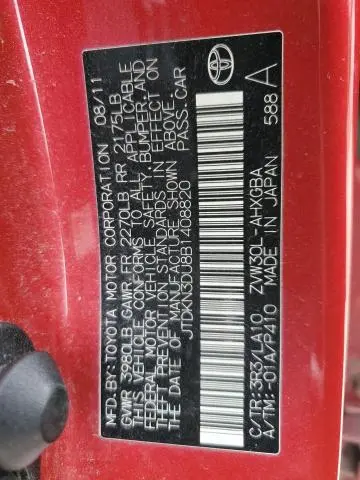 MFD. BY: TOYOTA MOTOR CORPORATION 08/11
GVWR 3980LB GAWR FR 2270LB RR 2175LB
THIS VEHICLE CONFORMS TO ALL APPLICABLE
FEDERAL MOTOR VEHICLE SAFETY, BUMPER, AND
THEFT PREVENTION STANDARDS IN EFFECT ON
THE DATE OF MANUFACTURE SHOWN ABOVE.
JTDKN3DU8B1408820 PASS. CAR
C/TR: 3R3/LA10 ZVW30L-AHXGBA
A/TM: -01A/P410 MADE IN JAPAN 588 A